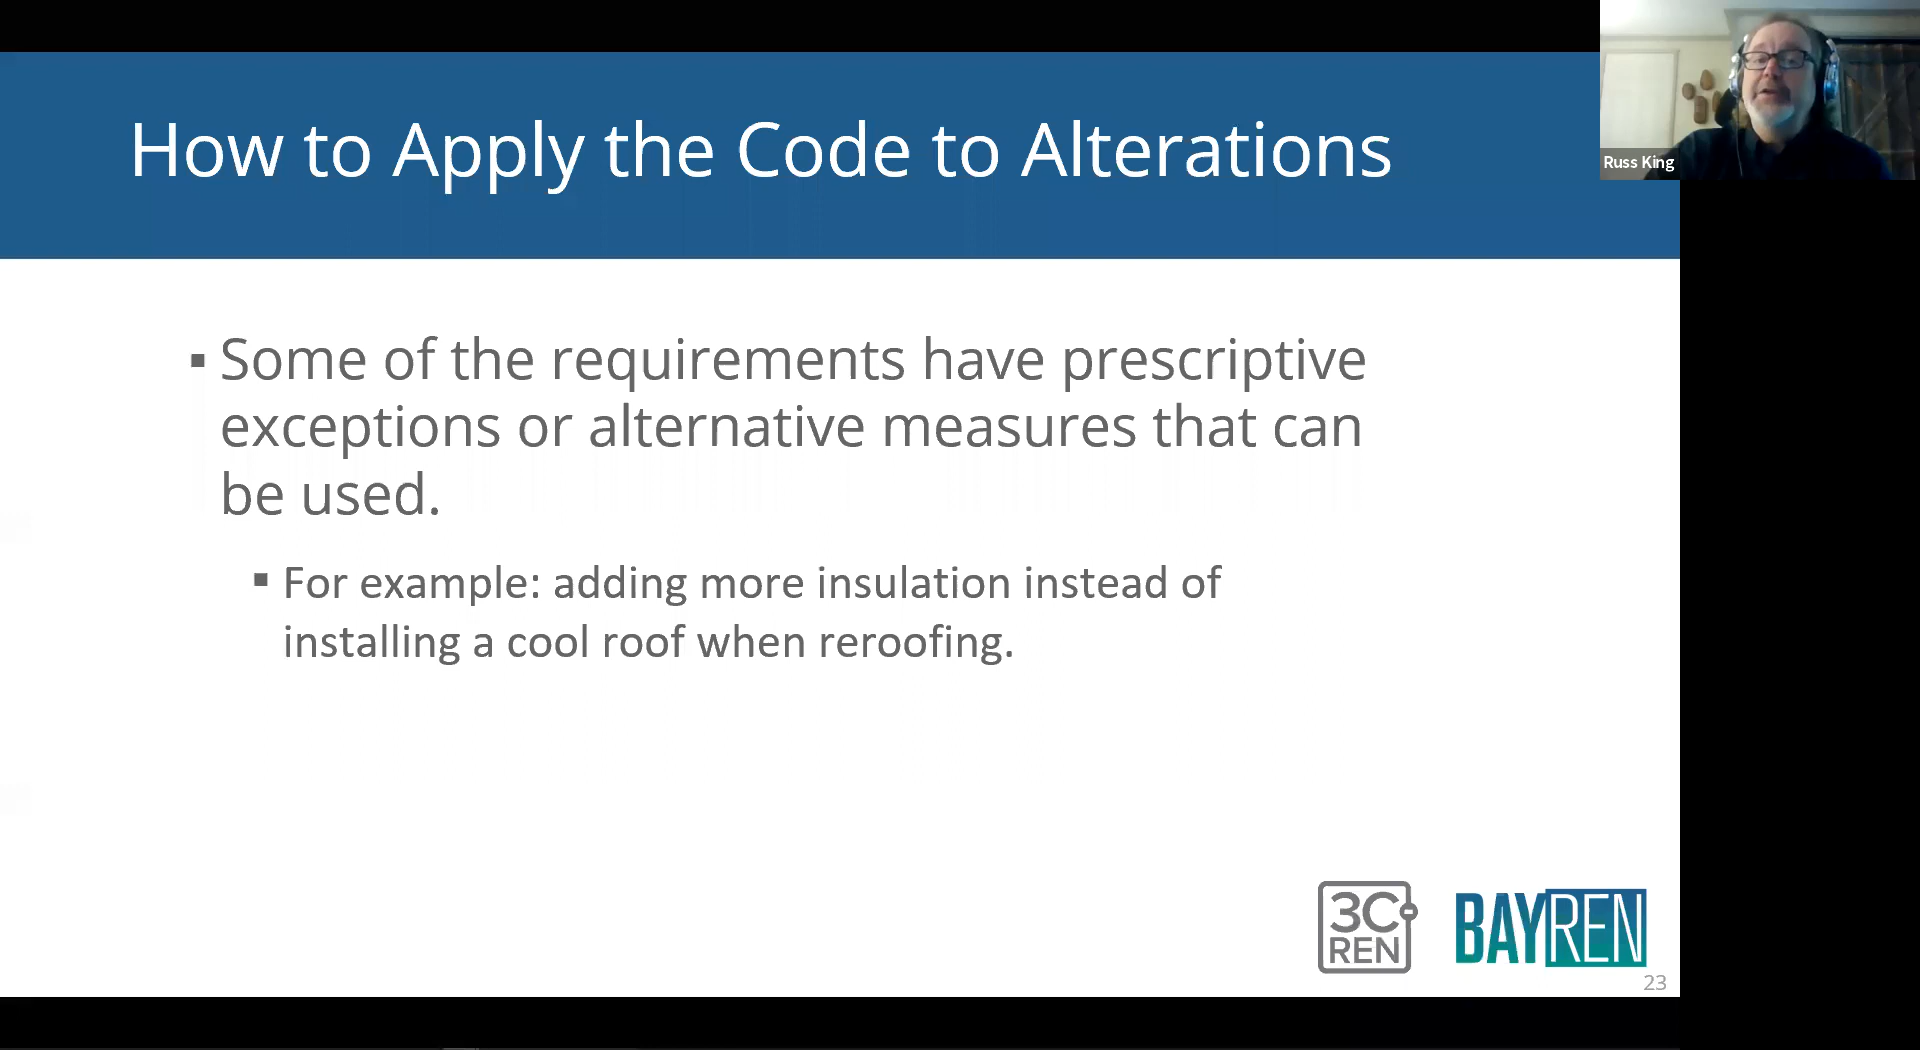 How to Apply the Code to Alterations
Russ King
▪ Some of the requirements have prescriptive
exceptions or alternative measures that can
be used.
▪ For example: adding more insulation instead of
installing a cool roof when reroofing.
3C-
REN
BAYREN
23